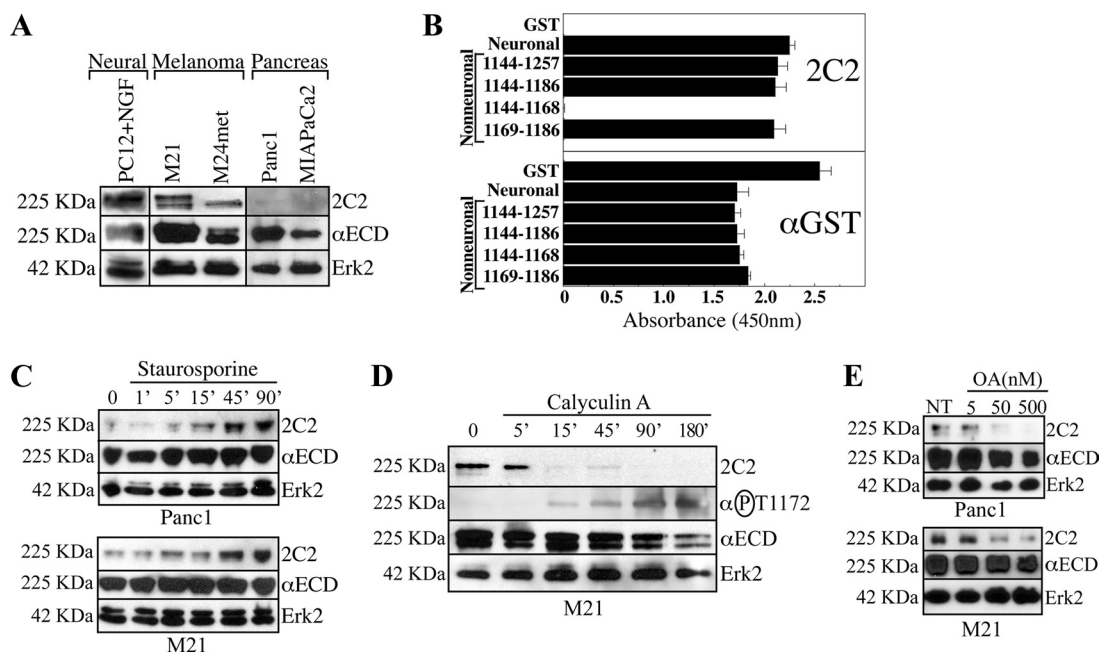 A
Neural Melanoma Pancreas
PC12+NGF
M21
M24met
Panc1
MIAPaCa2
225 KDa 2C2
225 KDa αECD
42 KDa Erk2
B
GST
Neuronal
Nonneuronal
1144-1257
1144-1186
1144-1168
1169-1186
2C2
GST
Neuronal
Nonneuronal
1144-1257
1144-1186
1144-1168
1169-1186
αGST
0 0.5 1.0 1.5 2.0 2.5
Absorbance (450nm)
C
Staurosporine
0 1’ 5’ 15’ 45’ 90’
225 KDa 2C2
225 KDa αECD
42 KDa Erk2
Panc1
225 KDa 2C2
225 KDa αECD
42 KDa Erk2
M21
D
Calyculin A
0 5’ 15’ 45’ 90’ 180’
225 KDa 2C2
225 KDa αⓅT1172
225 KDa αECD
42 KDa Erk2
M21
E
OA(nM)
NT 5 50 500
225 KDa 2C2
225 KDa αECD
42 KDa Erk2
Panc1
225 KDa 2C2
225 KDa αECD
42 KDa Erk2
M21